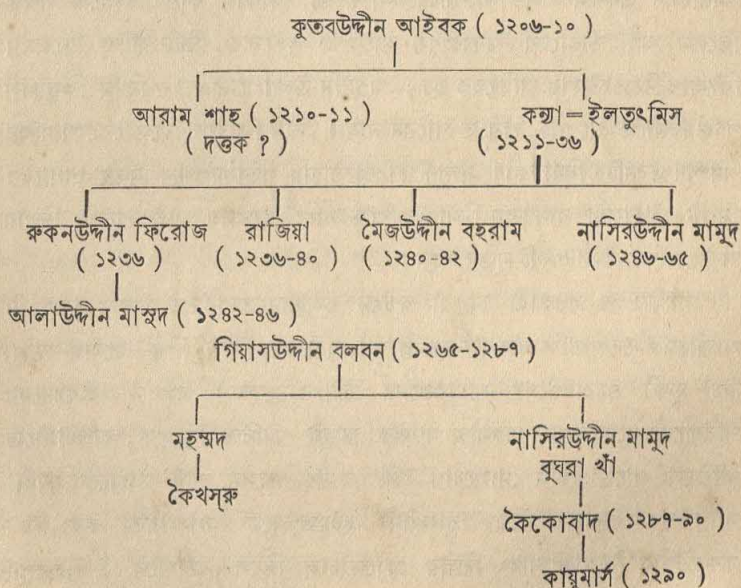 কুতবউদ্দীন আইবক ( ১২০৬-১০ )
আরাম শাহ ( ১২১০-১১ ) কন্যা = ইলতুৎমিস
( দত্তক ? ) ( ১২১১-৩৬ )
রুকনউদ্দীন ফিরোজ রাজিয়া মৈজউদ্দীন বহরাম নাসিরউদ্দীন মামুদ
( ১২৩৬ ) ( ১২৩৬-৪০ ) ( ১২৪০-৪২ ) ( ১২৪৬-৬৫ )
আলাউদ্দীন মাসুদ ( ১২৪২-৪৬ )
গিয়াসউদ্দীন বলবন ( ১২৬৫-১২৮৭ )
মহম্মদ নাসিরউদ্দীন মামুদ
বুঘরা খাঁ
কৈখস্‌রু
কৈকোবাদ ( ১২৮৭-৯০ )
কায়ুমার্স ( ১২৯০ )